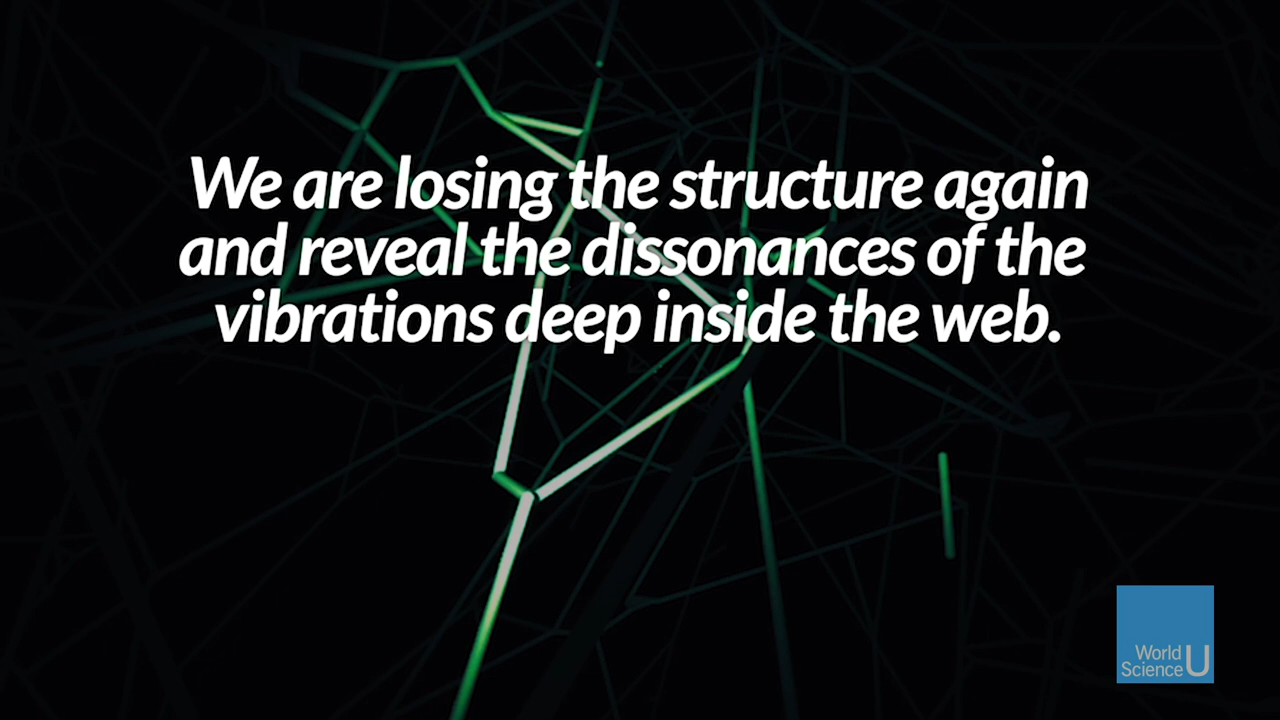 We are losing the structure again
and reveal the dissonances of the
vibrations deep inside the web.
World
Science U